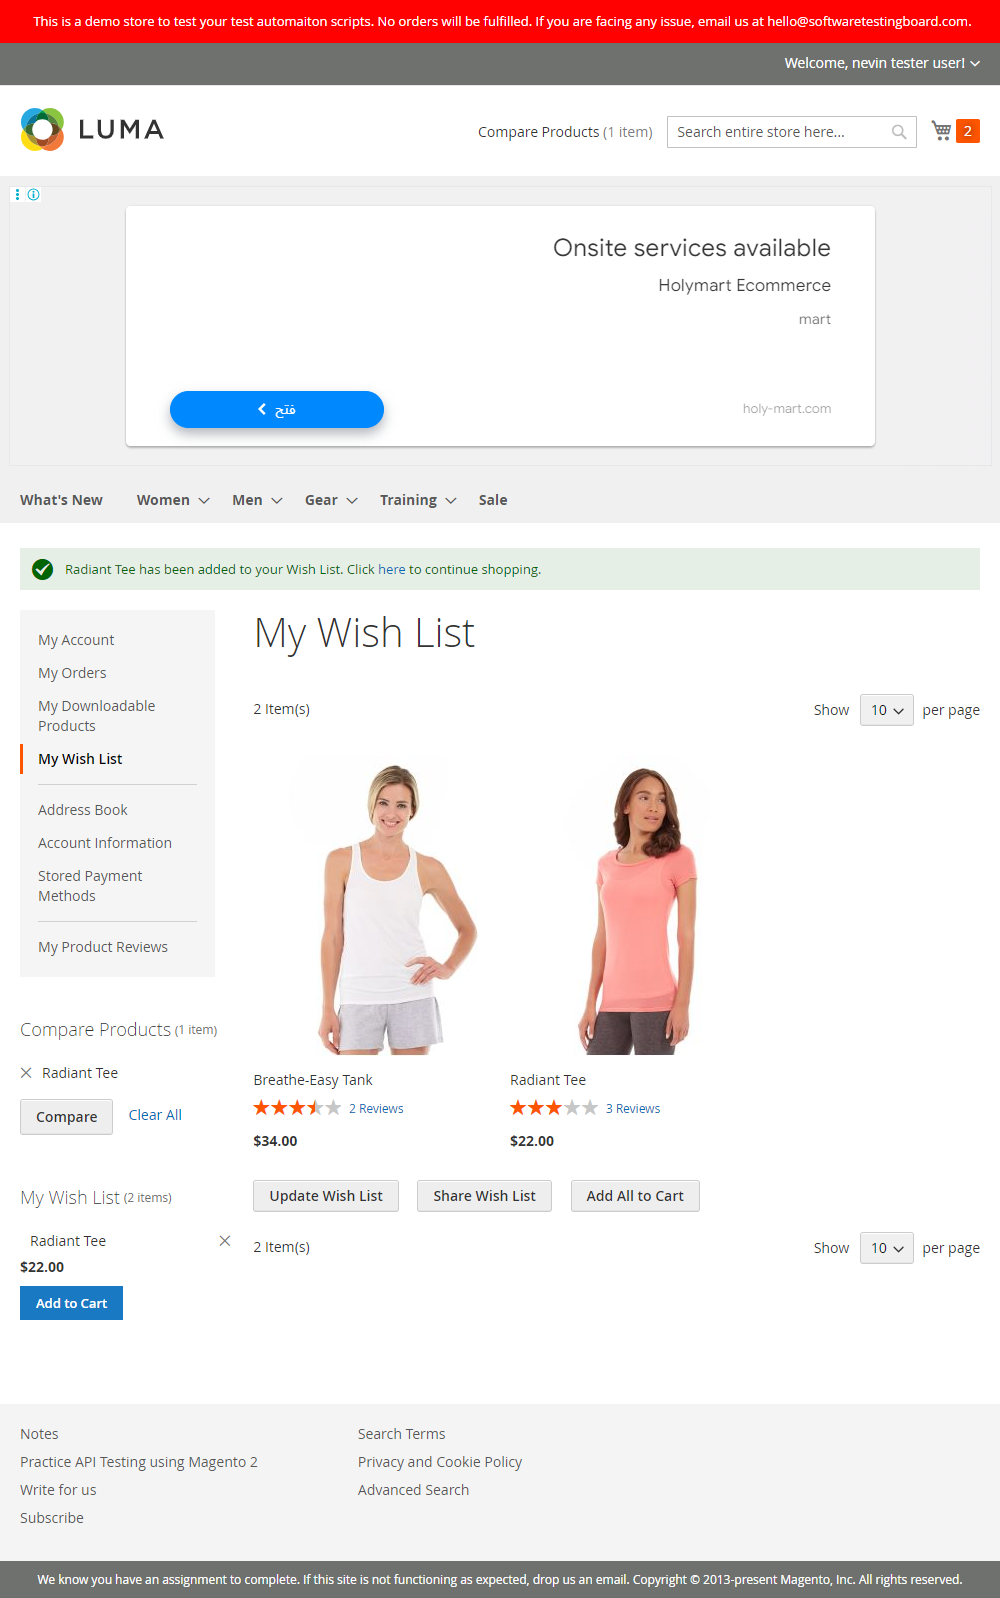 This is a demo store to test your test automaiton scripts. No orders will be fulfilled. If you are facing any issue, email us at hello@softwaretestingboard.com.
Welcome, nevin tester user!
LUMA
Compare Products (1 item)
Search entire store here...
2
Onsite services available
Holymart Ecommerce
mart
فتح
holy-mart.com
What's New Women Men Gear Training Sale
Radiant Tee has been added to your Wish List. Click here to continue shopping.
My Account
My Orders
My Downloadable
Products
My Wish List
Address Book
Account Information
Stored Payment
Methods
My Product Reviews
Compare Products (1 item)
Radiant Tee
Compare Clear All
My Wish List (2 items)
Radiant Tee
$22.00
Add to Cart
My Wish List
2 Item(s)
Show 10 per page
Breathe-Easy Tank
2 Reviews
$34.00
Radiant Tee
3 Reviews
$22.00
Update Wish List Share Wish List Add All to Cart
2 Item(s)
Show 10 per page
Notes
Practice API Testing using Magento 2
Write for us
Subscribe
Search Terms
Privacy and Cookie Policy
Advanced Search
We know you have an assignment to complete. If this site is not functioning as expected, drop us an email. Copyright © 2013-present Magento, Inc. All rights reserved.